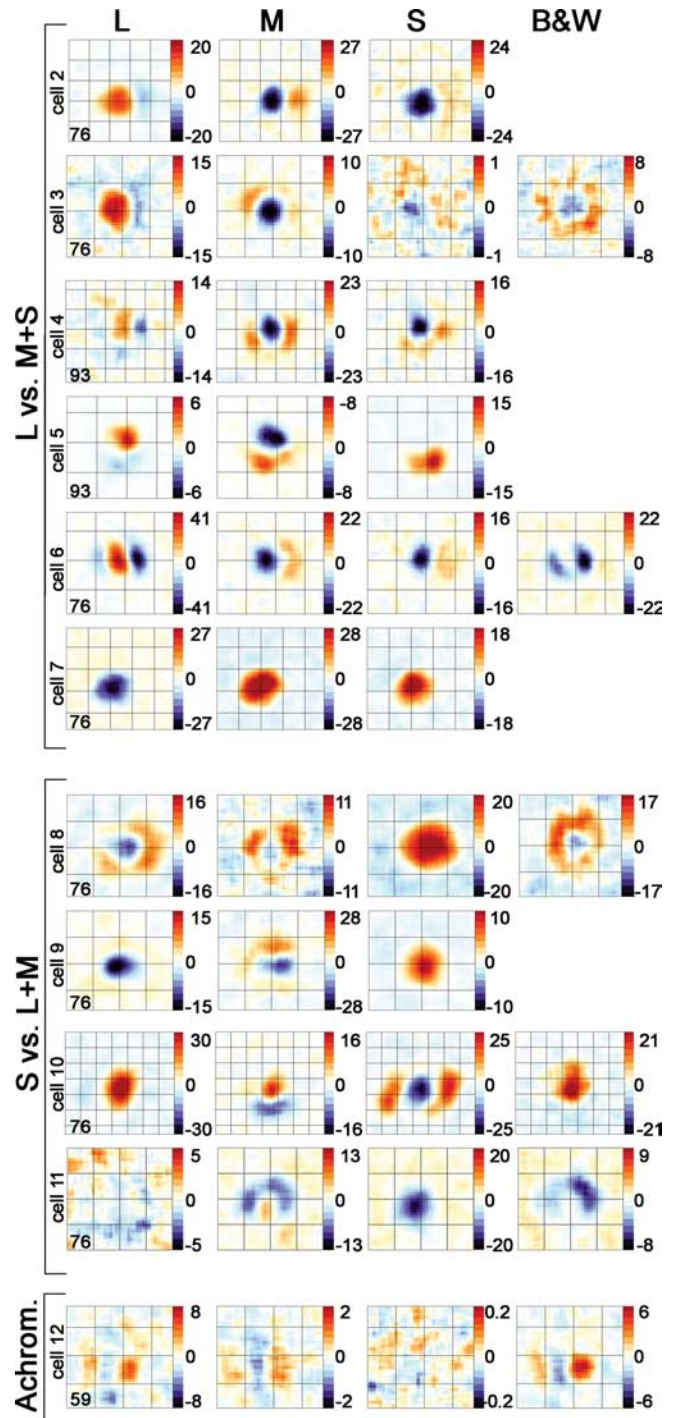 L M S B&W
L vs. M+S
cell 2
76
20 0 -20
27 0 -27
24 0 -24
cell 3
76
15 0 -15
10 0 -10
1 0 -1
8 0 -8
cell 4
93
14 0 -14
23 0 -23
16 0 -16
cell 5
93
6 0 -6
-8 0 -8
15 0 -15
cell 6
76
41 0 -41
22 0 -22
16 0 -16
22 0 -22
cell 7
76
27 0 -27
28 0 -28
18 0 -18
S vs. L+M
cell 8
76
16 0 -16
11 0 -11
20 0 -20
17 0 -17
cell 9
76
15 0 -15
28 0 -28
10 0 -10
cell 10
76
30 0 -30
16 0 -16
25 0 -25
21 0 -21
cell 11
76
5 0 -5
13 0 -13
20 0 -20
9 0 -8
Achrom.
cell 12
59
8 0 -8
2 0 -2
0.2 0 -0.2
6 0 -6